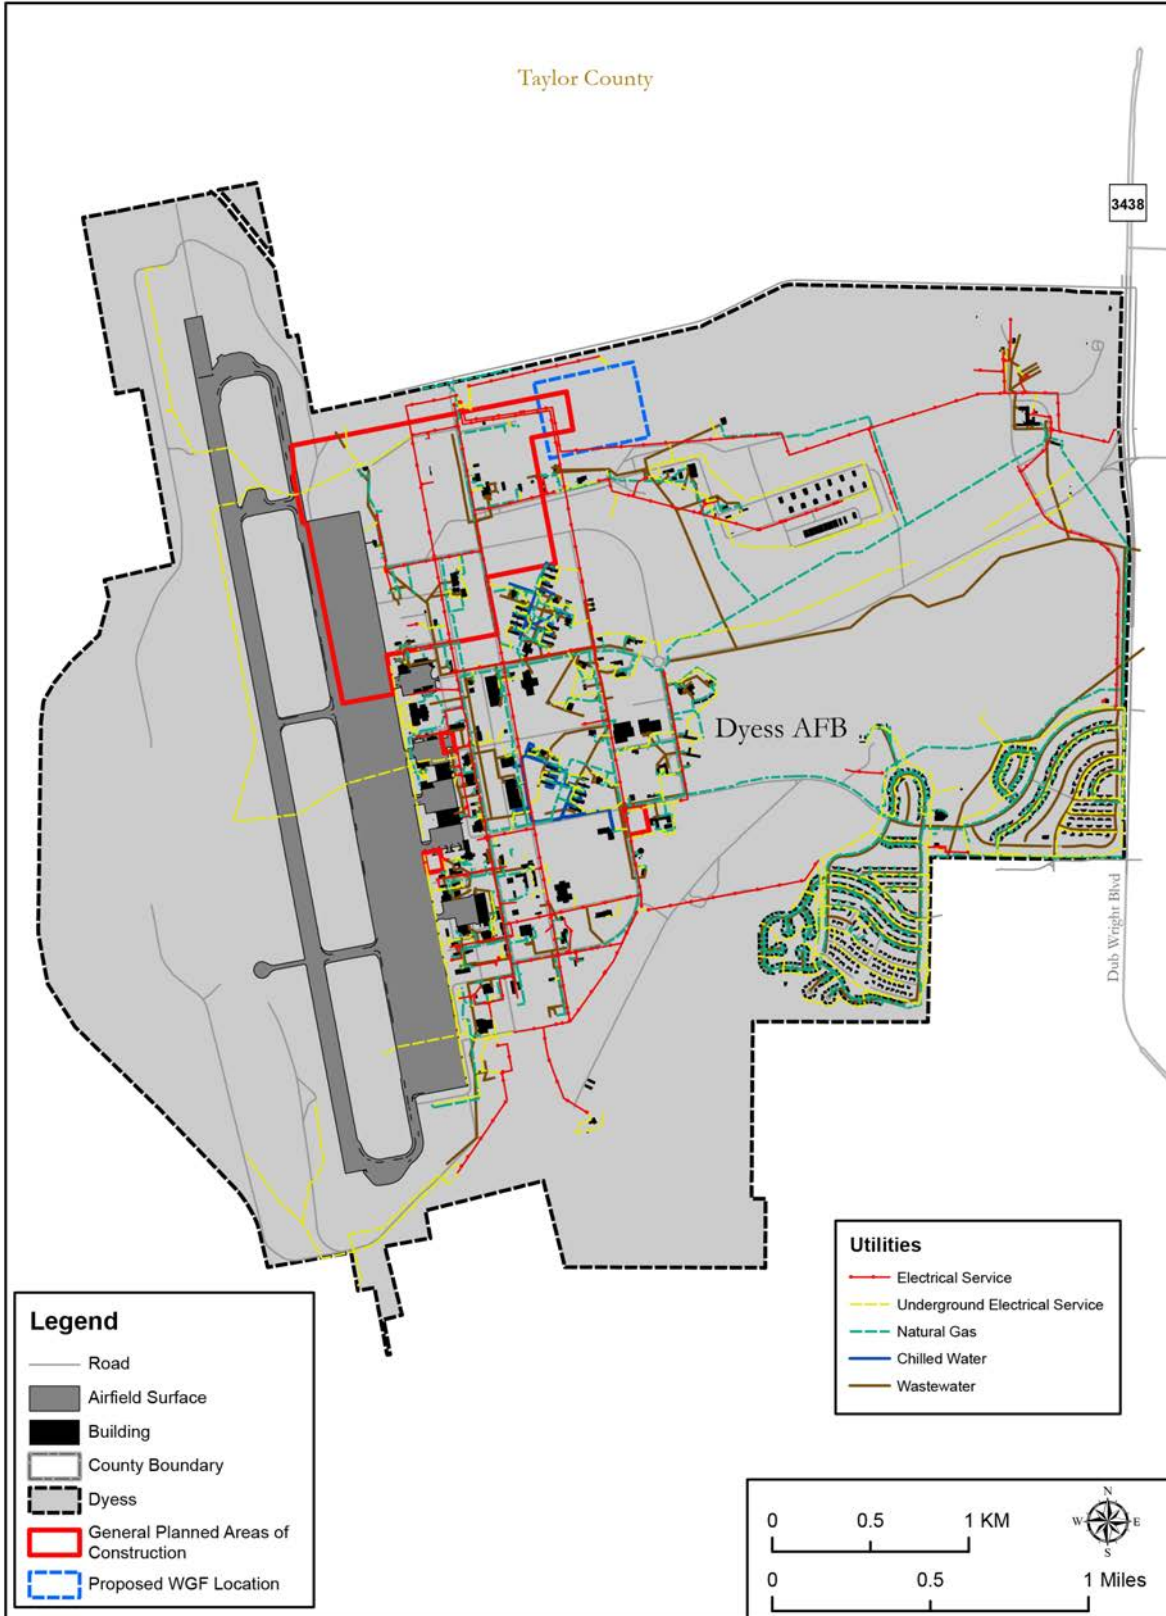 Taylor County
3438
Dyess AFB
Dub Wright Blvd
Utilities
Electrical Service
Underground Electrical Service
Natural Gas
Chilled Water
Wastewater
Legend
Road
Airfield Surface
Building
County Boundary
Dyess
General Planned Areas of
Construction
Proposed WGF Location
N
W E
S
0 0.5 1 KM
0 0.5 1 Miles